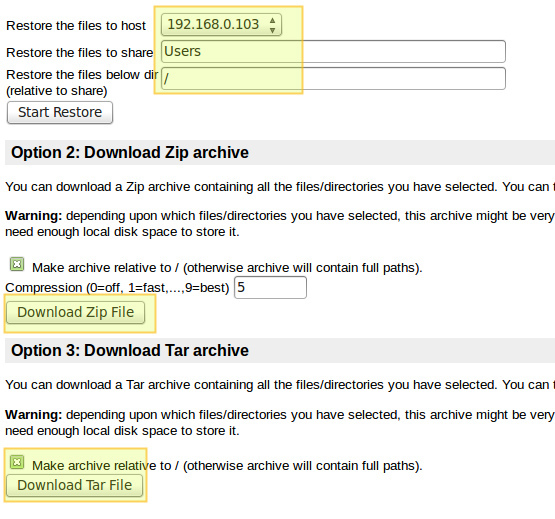 Restore the files to host 192.168.0.103
Restore the files to share Users
Restore the files below dir /
(relative to share)
Start Restore
Option 2: Download Zip archive
You can download a Zip archive containing all the files/directories you have selected. You can
Warning: depending upon which files/directories you have selected, this archive might be very
need enough local disk space to store it.
Make archive relative to / (otherwise archive will contain full paths).
Compression (0=off, 1=fast,...,9=best) 5
Download Zip File
Option 3: Download Tar archive
You can download a Tar archive containing all the files/directories you have selected. You can
Warning: depending upon which files/directories you have selected, this archive might be very
need enough local disk space to store it.
Make archive relative to / (otherwise archive will contain full paths).
Download Tar File